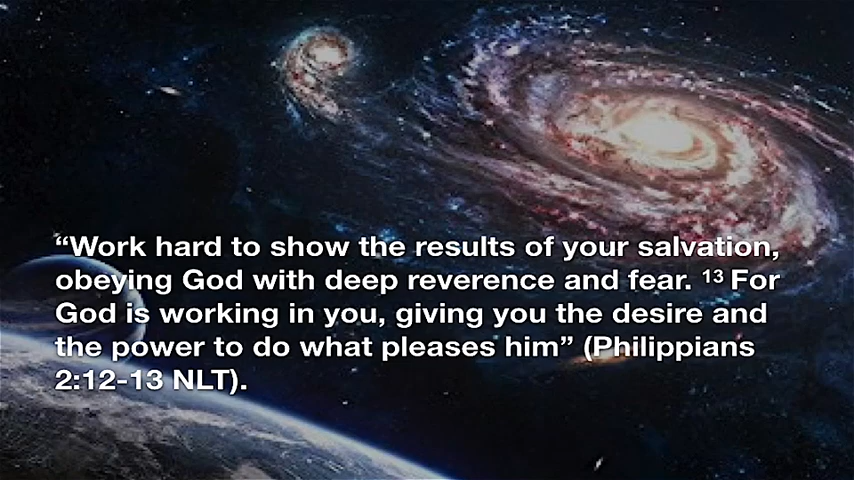 “Work hard to show the results of your salvation,
obeying God with deep reverence and fear. ¹³ For
God is working in you, giving you the desire and
the power to do what pleases him” (Philippians
2:12-13 NLT).